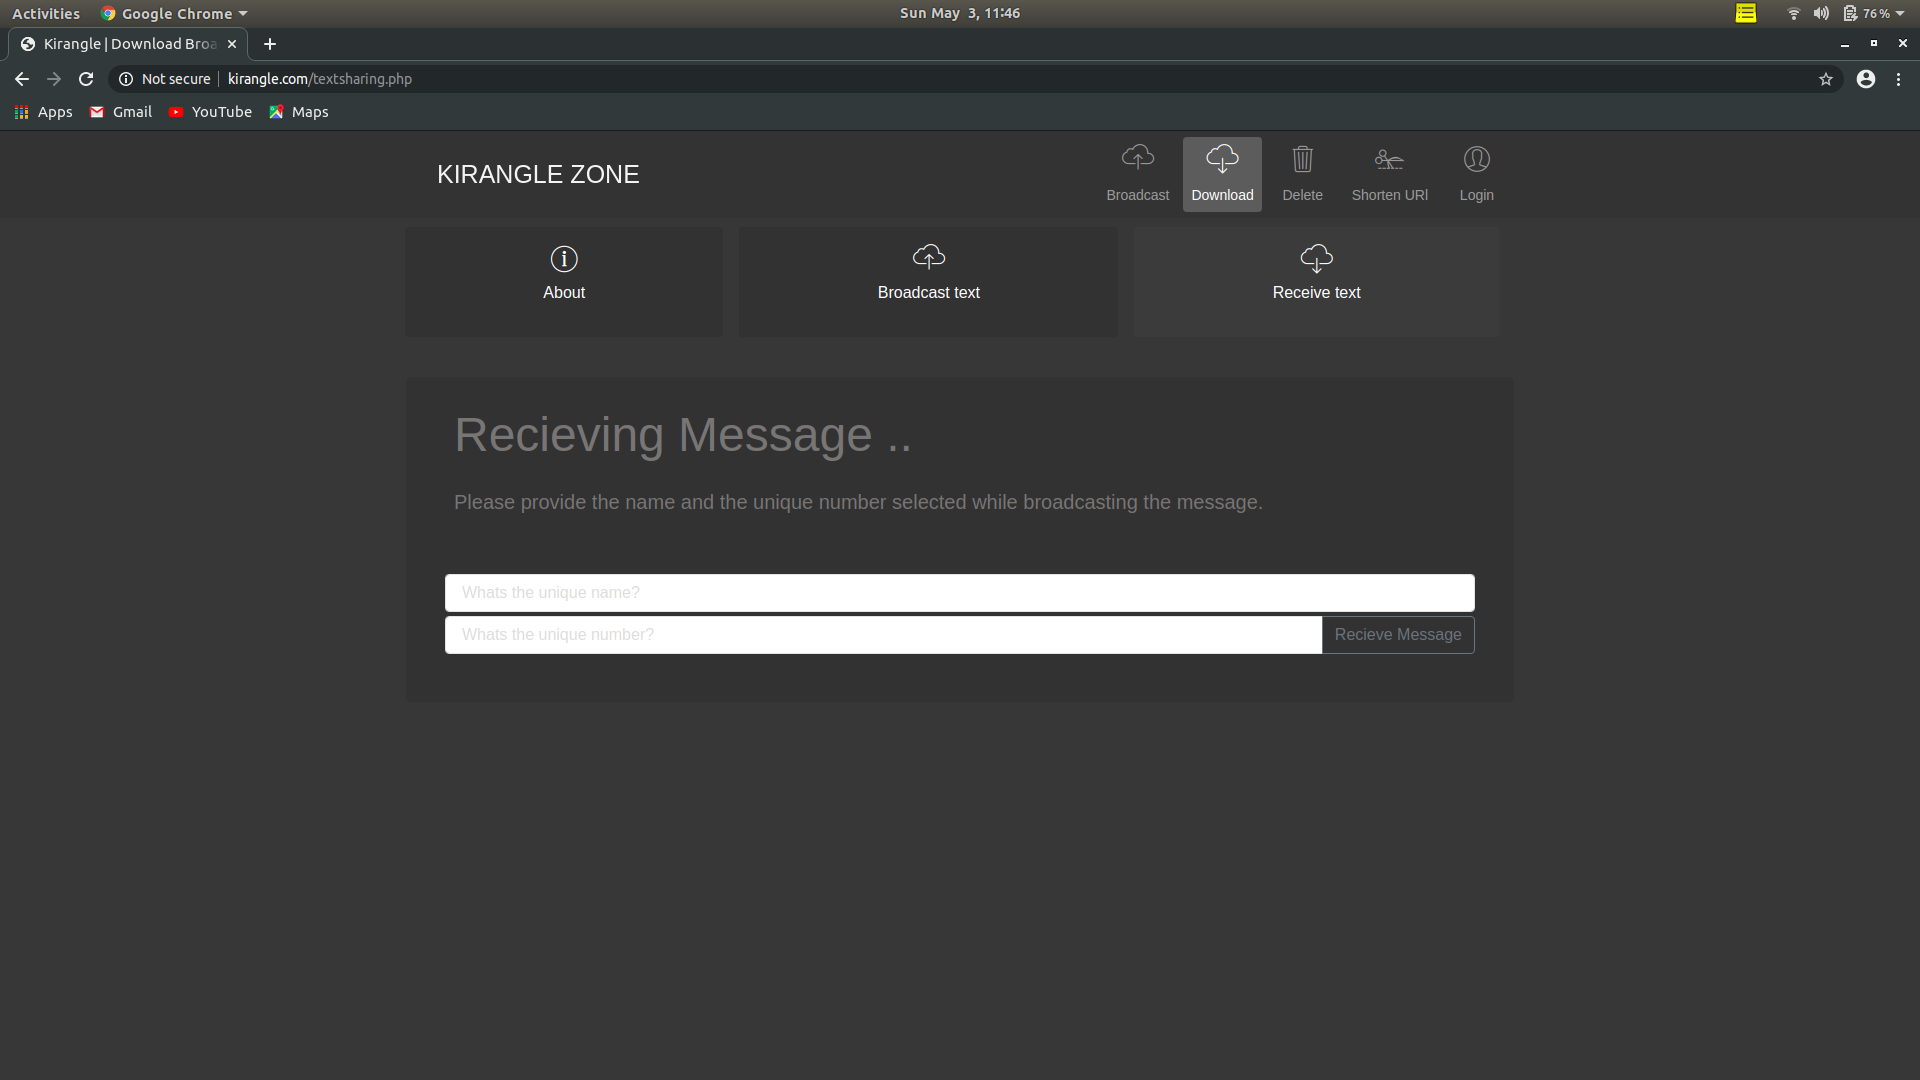 Activities Google Chrome Sun May 3, 11:46 76 %
Kirangle | Download Broa
Not secure kirangle.com/textsharing.php
Apps Gmail YouTube Maps
KIRANGLE ZONE
Broadcast Download Delete Shorten URl Login
About Broadcast text Receive text
Recieving Message ..
Please provide the name and the unique number selected while broadcasting the message.
Whats the unique name?
Whats the unique number? Recieve Message